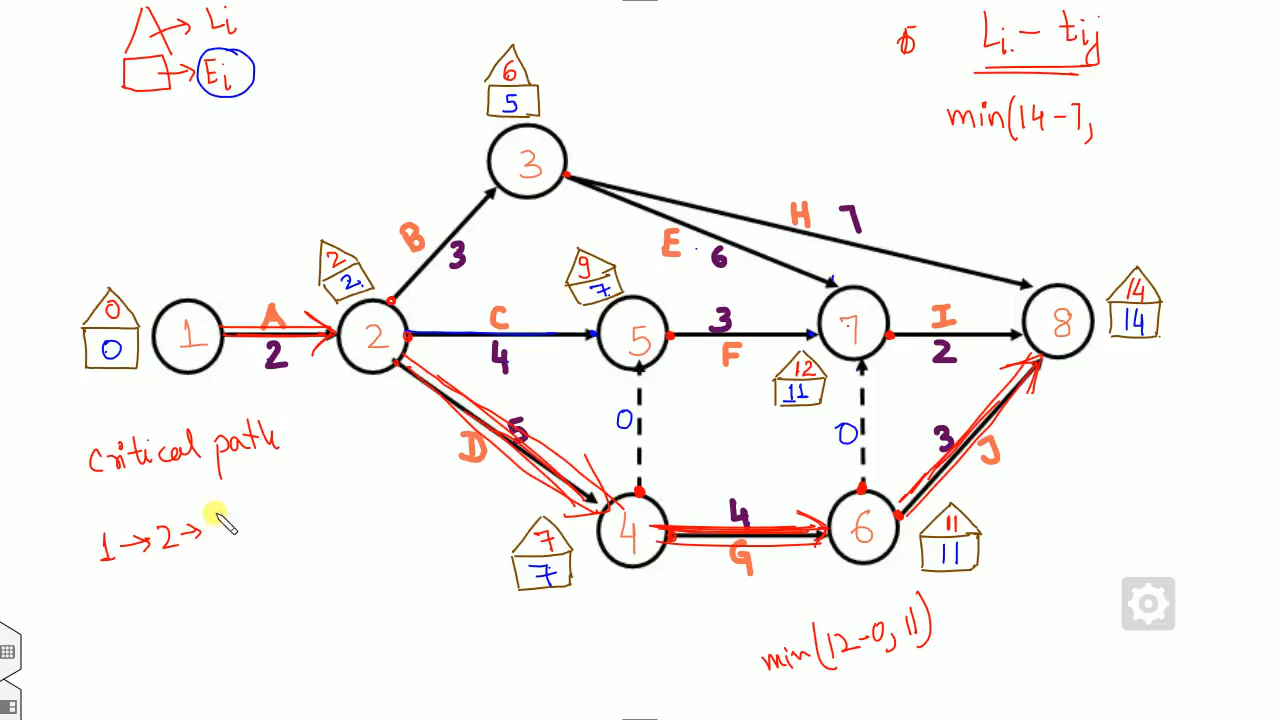 Li
Ei
Li - tij
min(14-7,
6
5
3
B
3
H 7
E
6
2
2
9
7
14
14
0
0
1
A
2
2
C
4
5
3
F
7
I
2
8
12
11
0
0
5
D
3
J
Critical path
1→2→
7
7
4
4
G
6
11
11
min(12-0, 11)